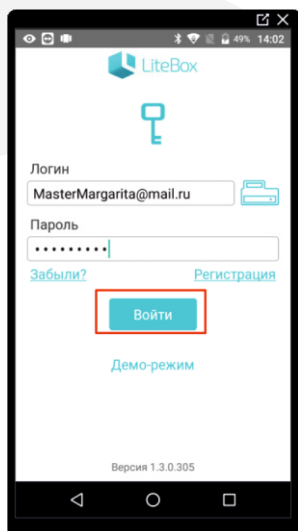 49% 14:02
LiteBox
Логин
MasterMargarita@mail.ru
Пароль
•••••••••
Забыли? Регистрация
Войти
Демо-режим
Версия 1.3.0.305